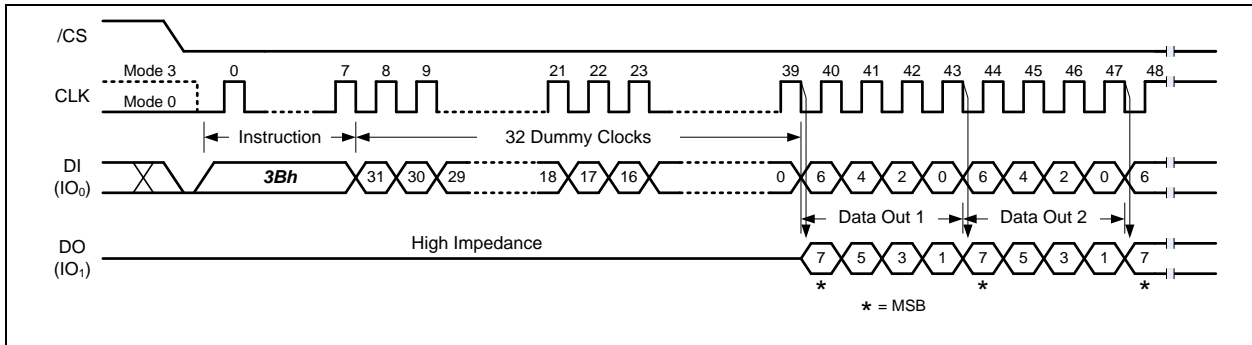 /CS
Mode 3 0 7 8 9 21 22 23 39 40 41 42 43 44 45 46 47 48
CLK
Mode 0
Instruction 32 Dummy Clocks
DI
(IO0)
3Bh 31 30 29 18 17 16 0 6 4 2 0 6 4 2 0 6
Data Out 1 Data Out 2
DO
(IO1)
High Impedance 7 5 3 1 7 5 3 1 7
* * *
* = MSB